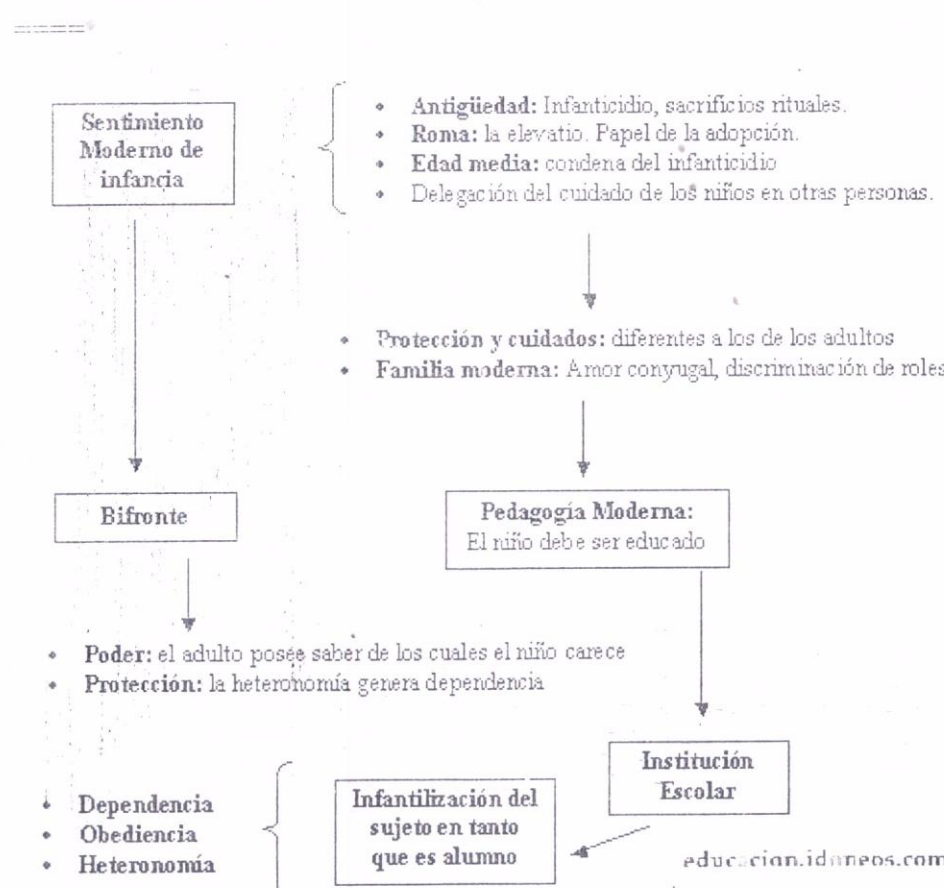 Sentimiento
Moderno de
infancia
Antigüedad: Infanticidio, sacrificios rituales.
Roma: la elevatio. Papel de la adopción.
Edad media: condena del infanticidio
Delegación del cuidado de los niños en otras personas.
Protección y cuidados: diferentes a los de los adultos
Familia moderna: Amor conyugal, discriminación de roles
Bifronte
Pedagogía Moderna:
El niño debe ser educado
Poder: el adulto posee saber de los cuales el niño carece
Protección: la heteronomía genera dependencia
Institución
Escolar
Dependencia
Obediencia
Heteronomía
Infantilización del
sujeto en tanto
que es alumno
educacion.idoneos.com